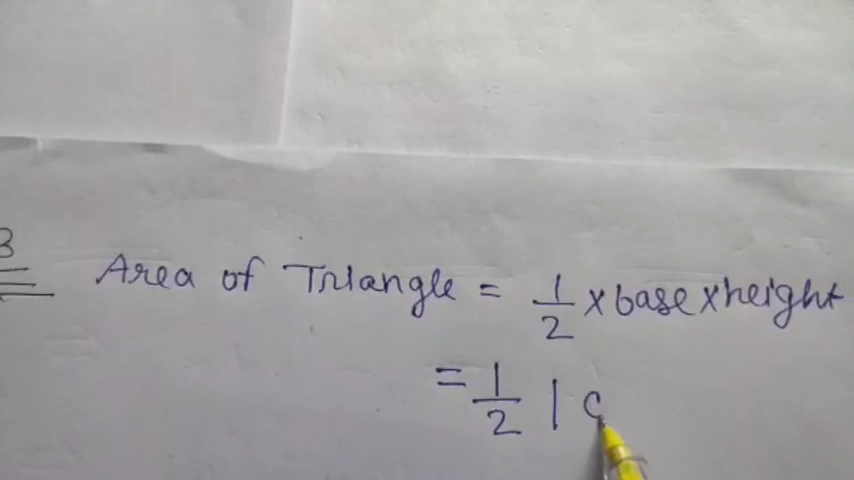 3
Area of Triangle = 1/2 × base × height
= 1/2 |